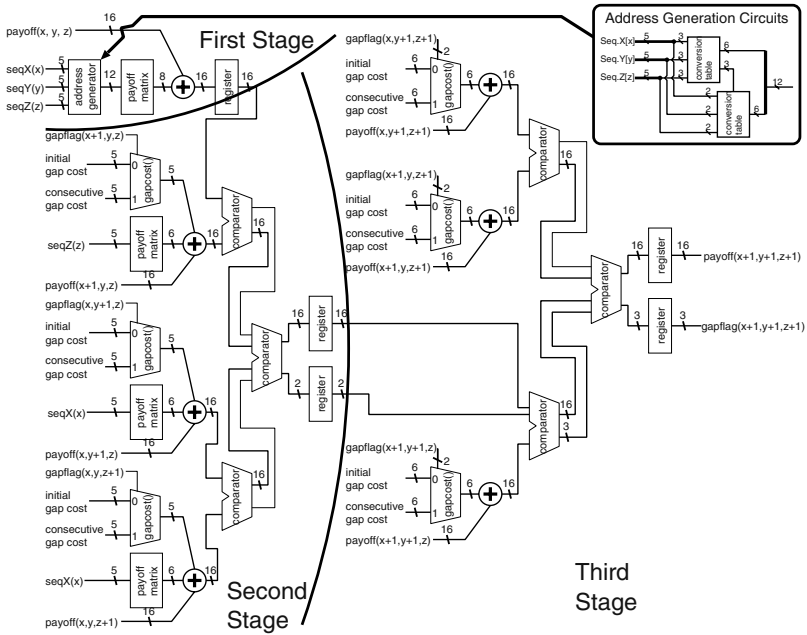 16
payoff(x, y, z)
First Stage
seqX(x) 5
seqY(y) 5
seqZ(z) 5
address generator
12
payoff matrix
8
16
register
16
gapflag(x+1,y,z)
initial gap cost
5
0
consecutive gap cost
5
1
gapcost()
5
seqZ(z)
5
payoff matrix
6
16
16
payoff(x+1,y,z)
comparator
16
gapflag(x,y+1,z)
initial gap cost
5
0
consecutive gap cost
5
1
gapcost()
5
seqX(x)
5
payoff matrix
6
16
16
payoff(x,y+1,z)
gapflag(x,y,z+1)
initial gap cost
5
0
consecutive gap cost
5
1
gapcost()
5
seqX(x)
5
payoff matrix
6
16
16
payoff(x,y,z+1)
comparator
16
comparator
16
register
16
2
register
2
Second Stage
gapflag(x,y+1,z+1)
2
initial gap cost
6
0
consecutive gap cost
6
1
gapcost()
6
16
16
payoff(x,y+1,z+1)
gapflag(x+1,y,z+1)
2
initial gap cost
6
0
consecutive gap cost
6
1
gapcost()
6
16
16
payoff(x+1,y,z+1)
comparator
16
gapflag(x+1,y+1,z)
2
initial gap cost
6
0
consecutive gap cost
6
1
gapcost()
6
16
16
payoff(x+1,y+1,z)
comparator
16
3
comparator
16
register
16
payoff(x+1,y+1,z+1)
3
register
3
gapflag(x+1,y+1,z+1)
Third Stage
Address Generation Circuits
Seq.X[x] 5
Seq.Y[y] 5
Seq.Z[z] 5
3
3
conversion table
6
3
2
2
2
conversion table
6
12